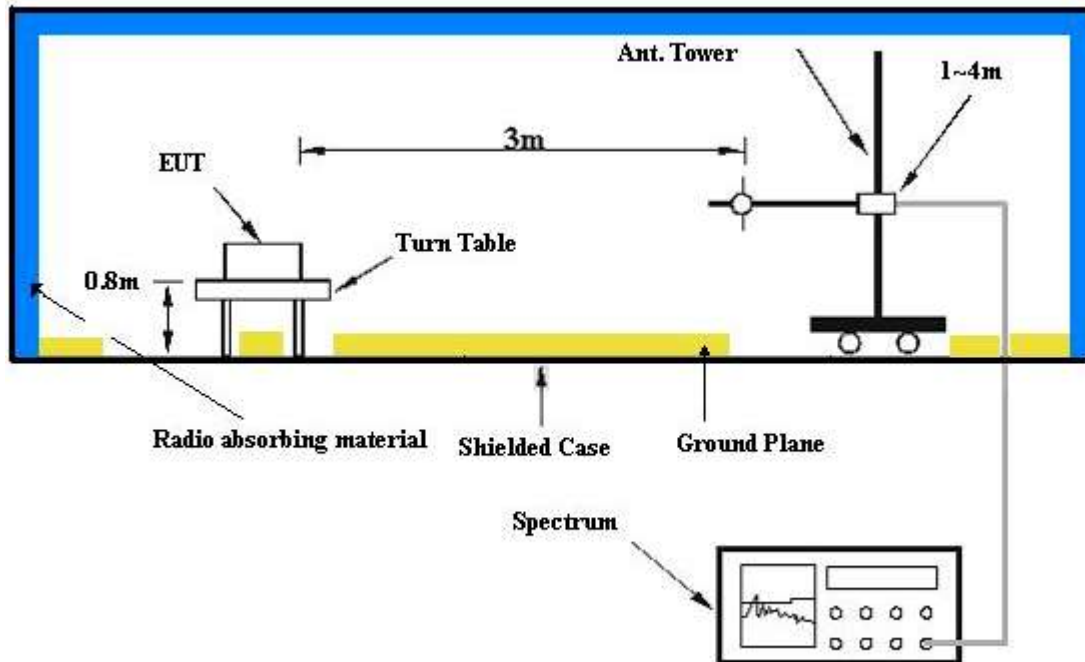 Ant. Tower
1~4m
3m
EUT
Turn Table
0.8m
Radio absorbing material
Shielded Case
Ground Plane
Spectrum